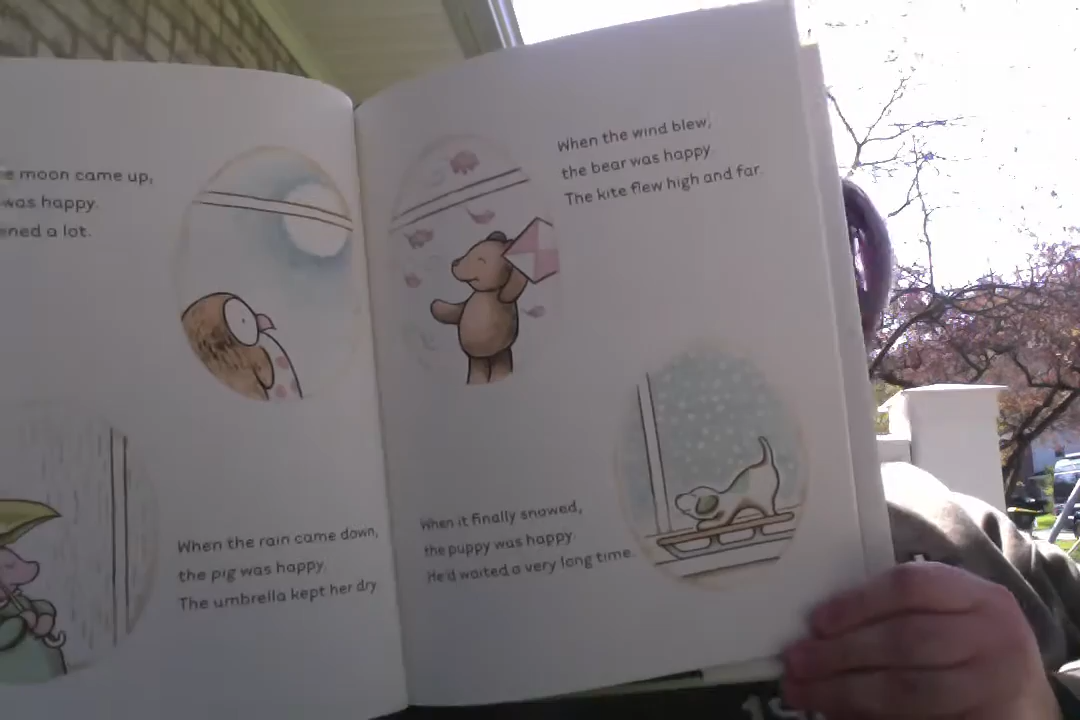 e moon came up,
was happy.
ened a lot.
When the rain came down,
the pig was happy.
The umbrella kept her dry.
When the wind blew,
the bear was happy.
The kite flew high and far.
When it finally snowed,
the puppy was happy.
He'd waited a very long time.